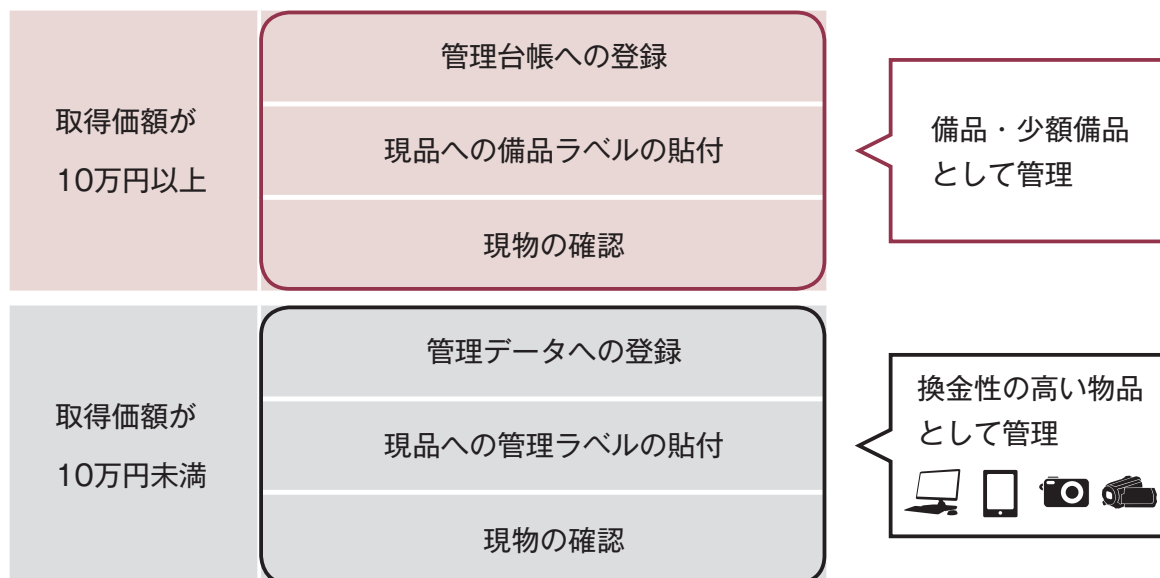 取得価額が
10万円以上
管理台帳への登録
現品への備品ラベルの貼付
現物の確認
備品・少額備品
として管理
取得価額が
10万円未満
管理データへの登録
現品への管理ラベルの貼付
現物の確認
換金性の高い物品
として管理